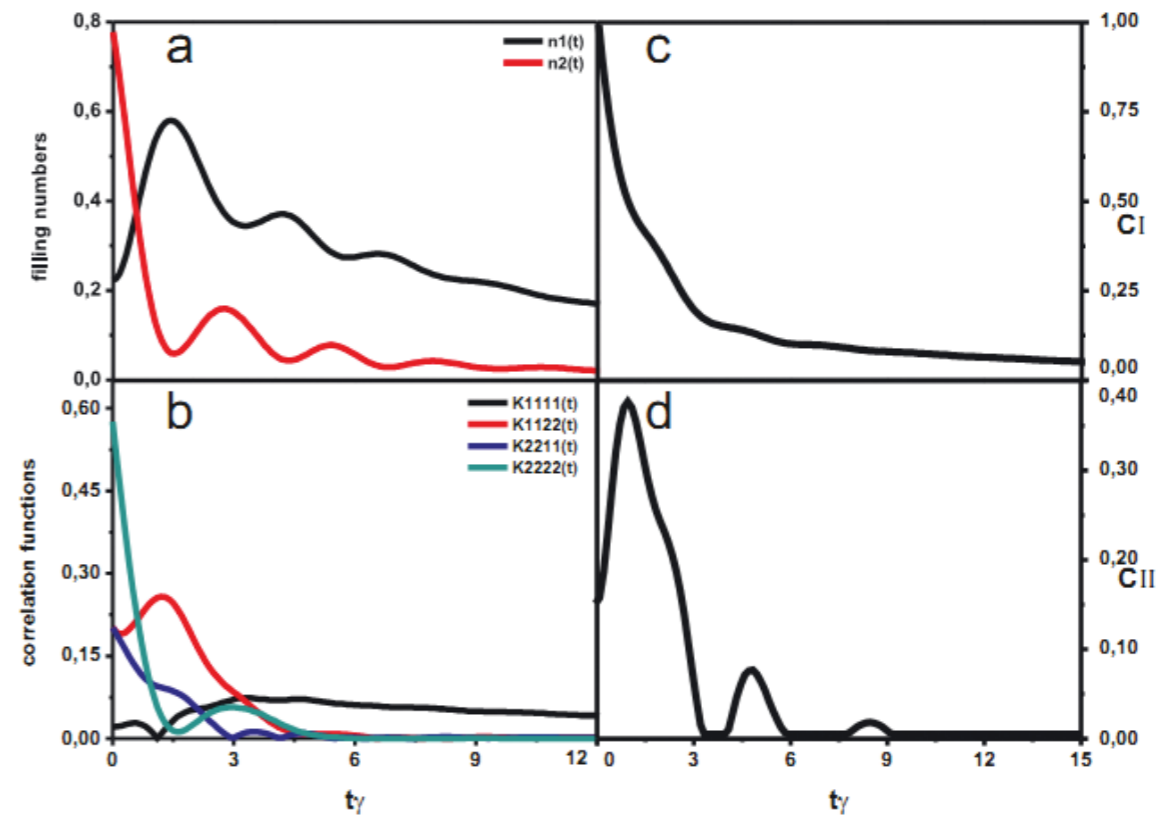 a
n1(t)
n2(t)
0,8
0,6
0,4
0,2
0,0
filling numbers
c
1,00
0,75
0,50
0,25
0,00
CI
b
K1111(t)
K1122(t)
K2211(t)
K2222(t)
0,60
0,45
0,30
0,15
0,00
correlation functions
0 3 6 9 12
tγ
d
0,40
0,30
0,20
0,10
0,00
CII
0 3 6 9 12 15
tγ